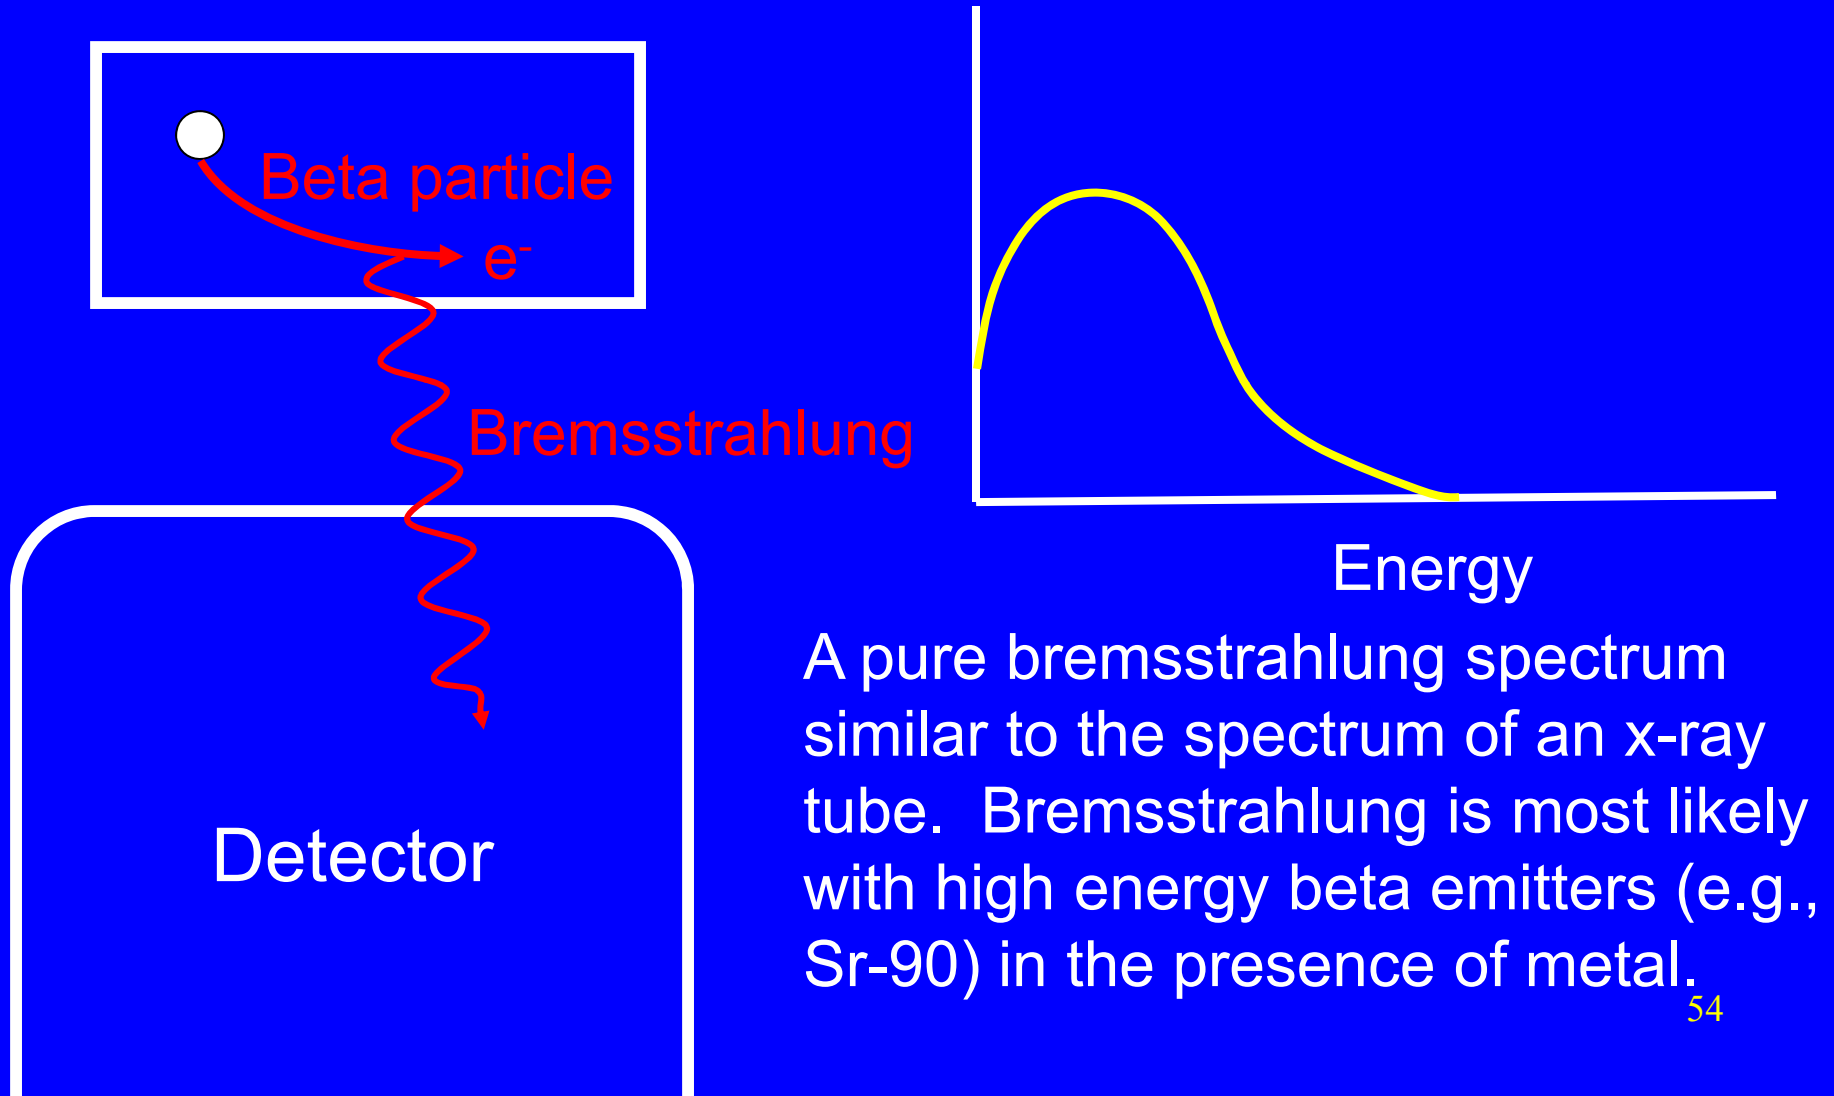 Beta particle
e-
Bremsstrahlung
Detector
Energy
A pure bremsstrahlung spectrum
similar to the spectrum of an x-ray
tube.  Bremsstrahlung is most likely
with high energy beta emitters (e.g.,
Sr-90) in the presence of metal.
54